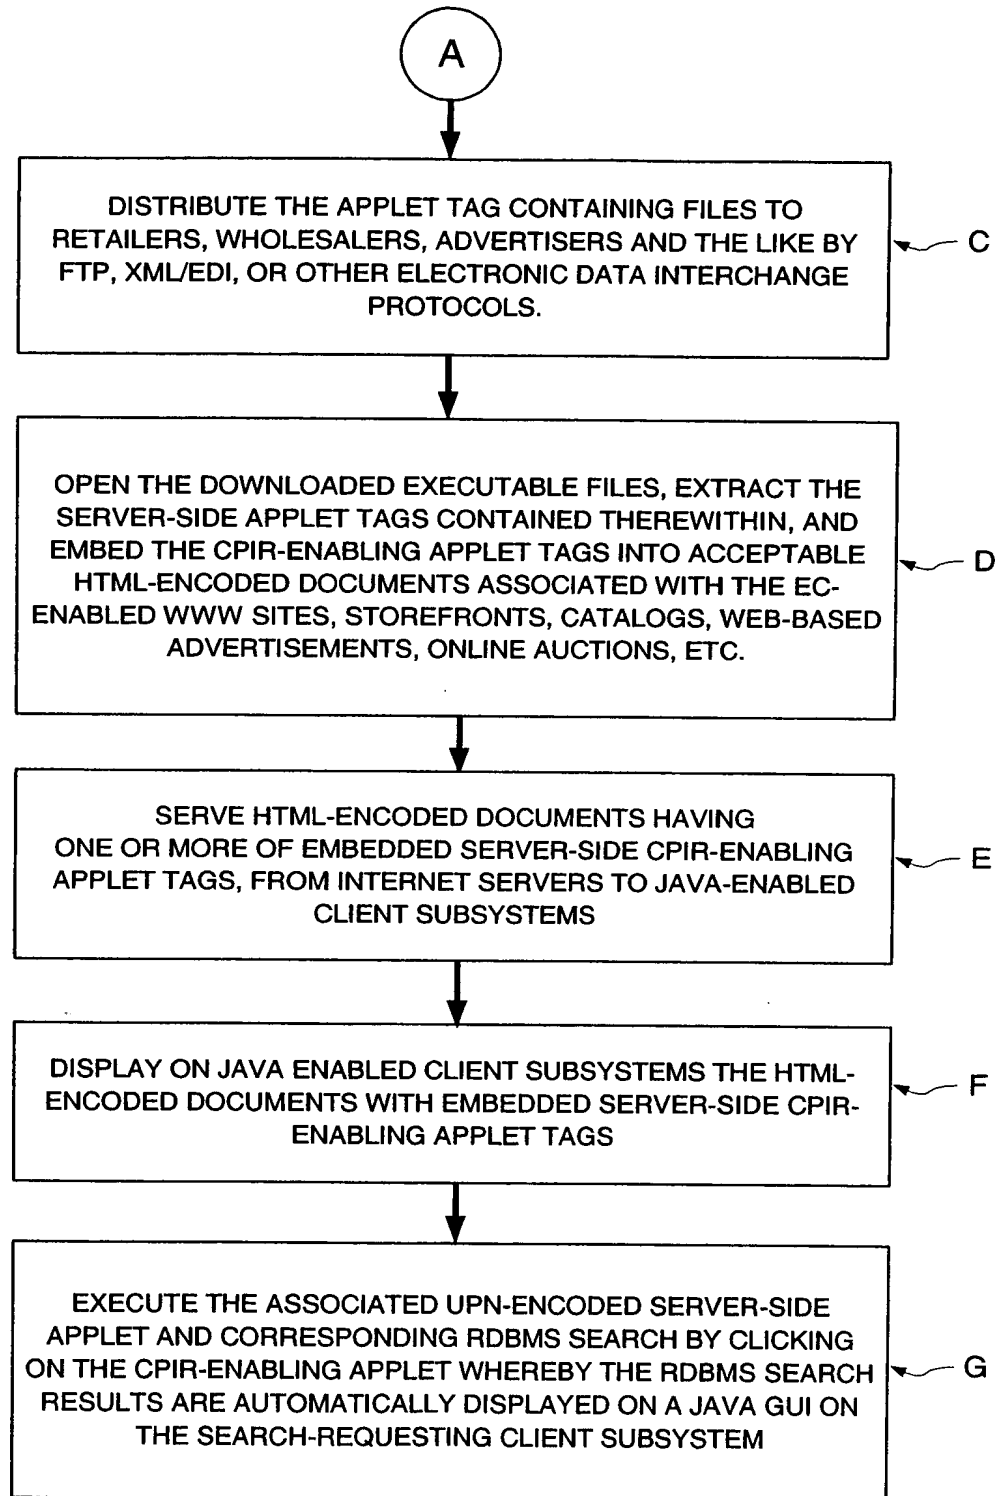 A
DISTRIBUTE THE APPLET TAG CONTAINING FILES TO
RETAILERS, WHOLESALERS, ADVERTISERS AND THE LIKE BY
FTP, XML/EDI, OR OTHER ELECTRONIC DATA INTERCHANGE
PROTOCOLS.
C
OPEN THE DOWNLOADED EXECUTABLE FILES, EXTRACT THE
SERVER-SIDE APPLET TAGS CONTAINED THEREWITHIN, AND
EMBED THE CPIR-ENABLING APPLET TAGS INTO ACCEPTABLE
HTML-ENCODED DOCUMENTS ASSOCIATED WITH THE EC-
ENABLED WWW SITES, STOREFRONTS, CATALOGS, WEB-BASED
ADVERTISEMENTS, ONLINE AUCTIONS, ETC.
D
SERVE HTML-ENCODED DOCUMENTS HAVING
ONE OR MORE OF EMBEDDED SERVER-SIDE CPIR-ENABLING
APPLET TAGS, FROM INTERNET SERVERS TO JAVA-ENABLED
CLIENT SUBSYSTEMS
E
DISPLAY ON JAVA ENABLED CLIENT SUBSYSTEMS THE HTML-
ENCODED DOCUMENTS WITH EMBEDDED SERVER-SIDE CPIR-
ENABLING APPLET TAGS
F
EXECUTE THE ASSOCIATED UPN-ENCODED SERVER-SIDE
APPLET AND CORRESPONDING RDBMS SEARCH BY CLICKING
ON THE CPIR-ENABLING APPLET WHEREBY THE RDBMS SEARCH
RESULTS ARE AUTOMATICALLY DISPLAYED ON A JAVA GUI ON
THE SEARCH-REQUESTING CLIENT SUBSYSTEM
G